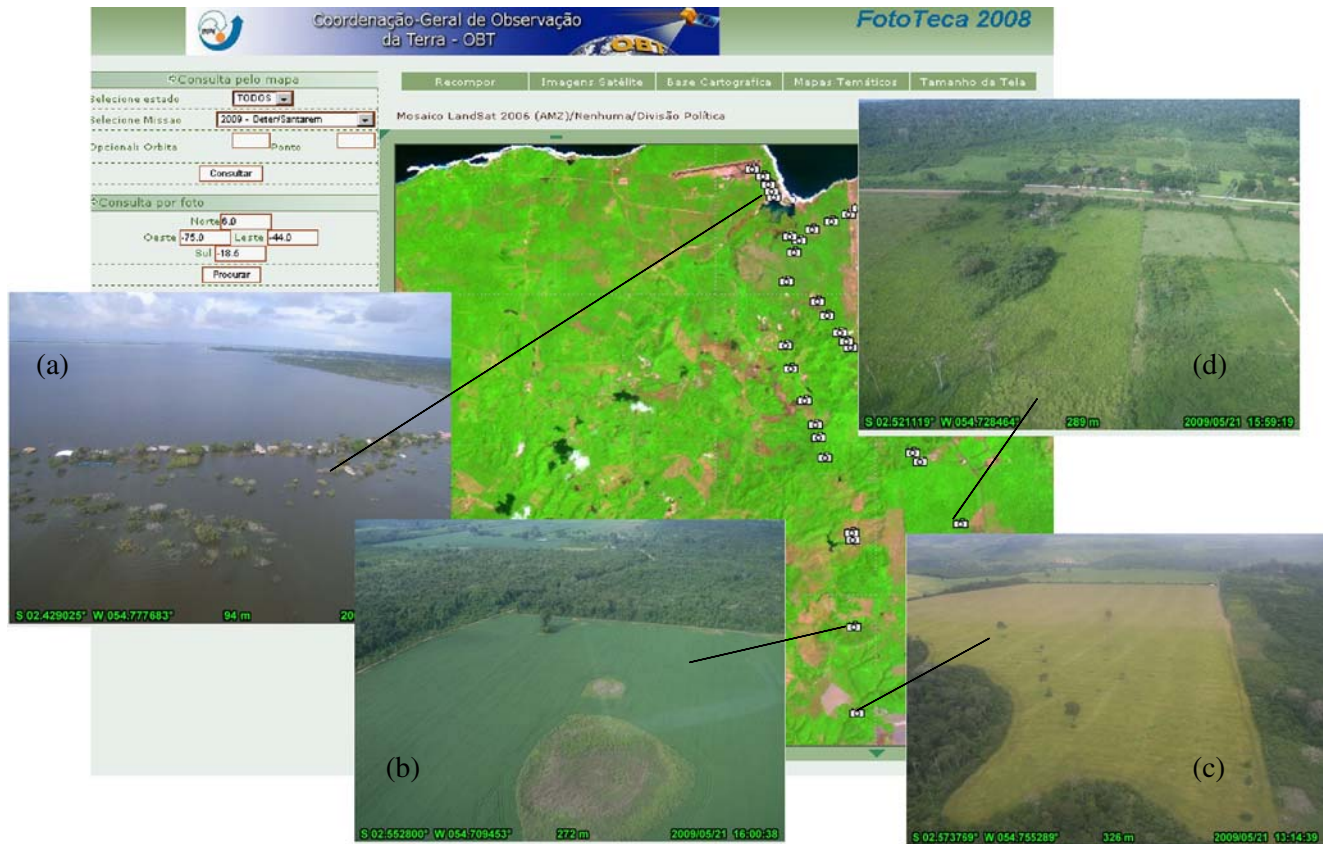 Coordenação-Geral de Observação
da Terra - OBT
OBT
FotoTeca 2008
Consulta pelo mapa
Selecione estado TODOS
Selecione Missao 2009 - Deter/Santarem
Opcional: Orbita Ponto
Consultar
Consulta por foto
Norte 6.0
Oeste -75.0 Leste -44.0
Sul -18.6
Procurar
Recompor Imagens Satélite Base Cartografica Mapas Temáticos Tamanho da Tela
Mosaico LandSat 2006 (AMZ)/Nenhuma/Divisão Política
(a)
S 02.429025° W 054.777683° 94 m 20
(d)
S 02.521119° W 054.728464° 289 m 2009/05/21 15:59:19
(b)
S 02.552800° W 054.709453° 272 m 2009/05/21 16:00:38
(c)
S 02.573769° W 054.755289° 326 m 2009/05/21 13:14:39